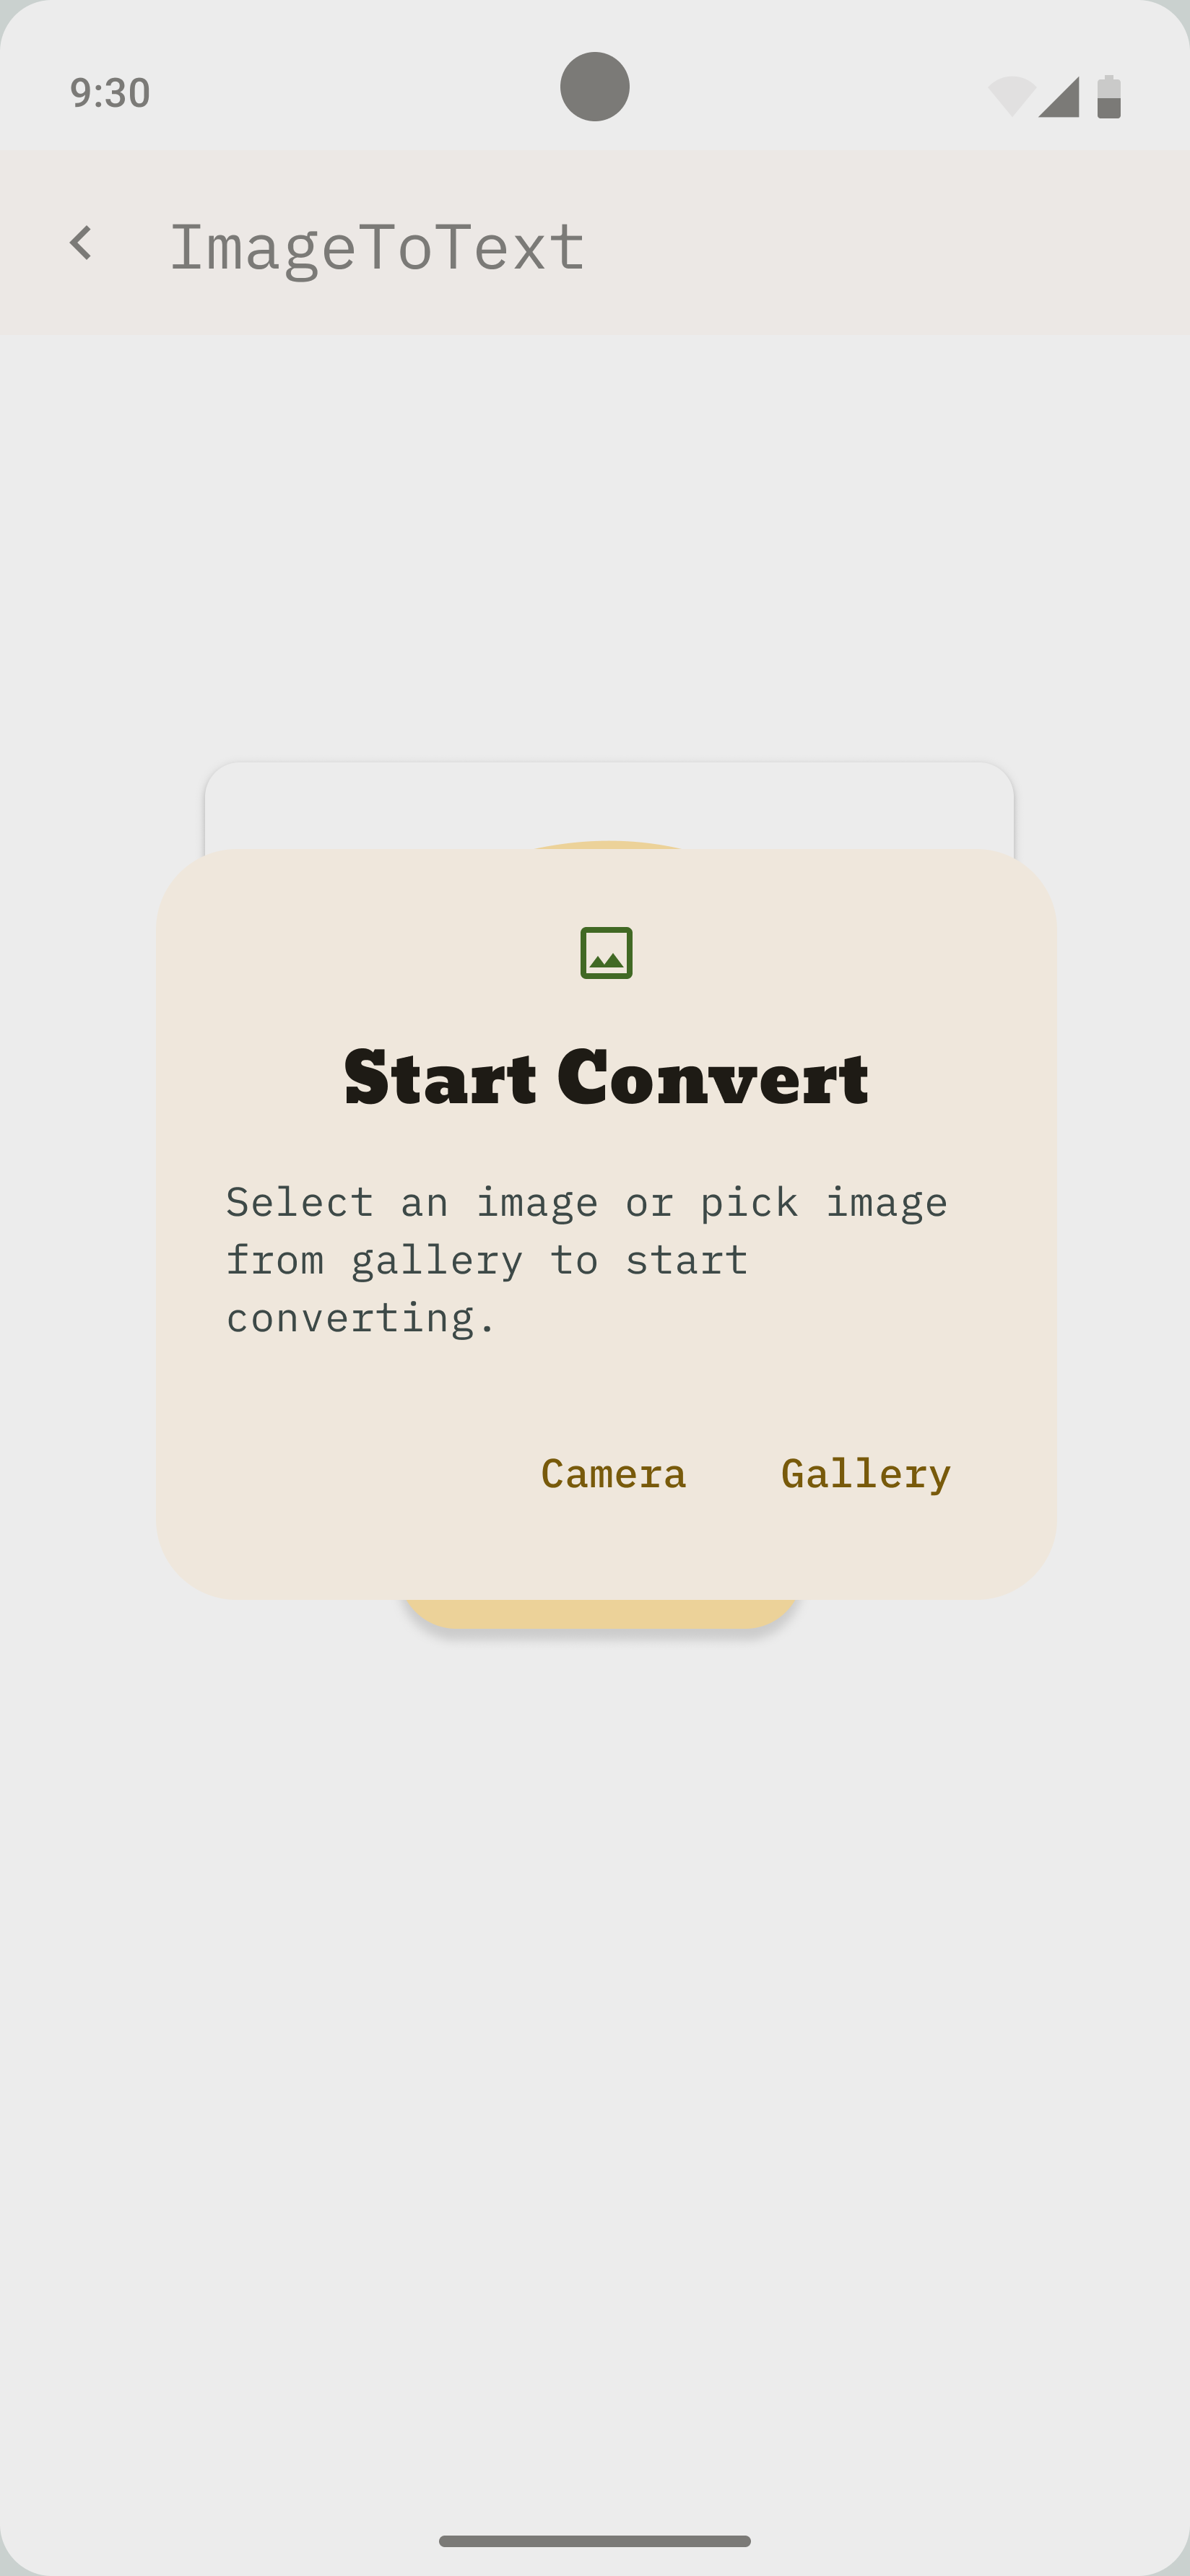 9:30
ImageToText
Start Convert
Select an image or pick image
from gallery to start
converting.
Camera Gallery